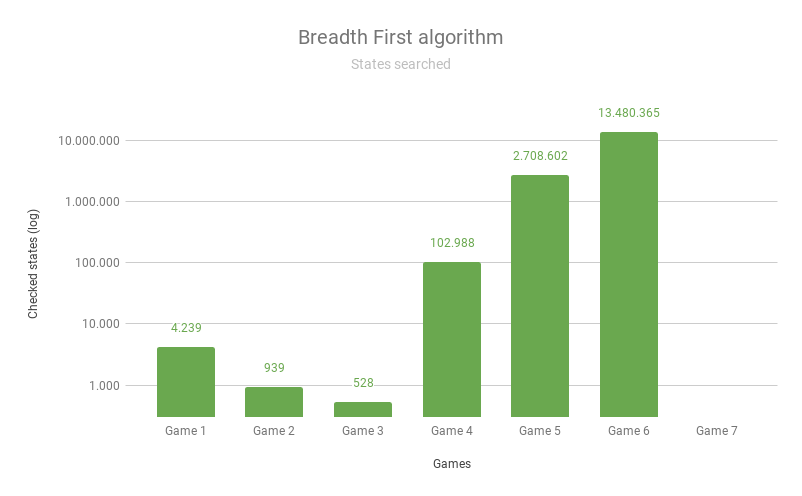 Breadth First algorithm
States searched
Checked states (log)
10.000.000
1.000.000
100.000
10.000
1.000
4.239
939
528
102.988
2.708.602
13.480.365
Game 1
Game 2
Game 3
Game 4
Game 5
Game 6
Game 7
Games